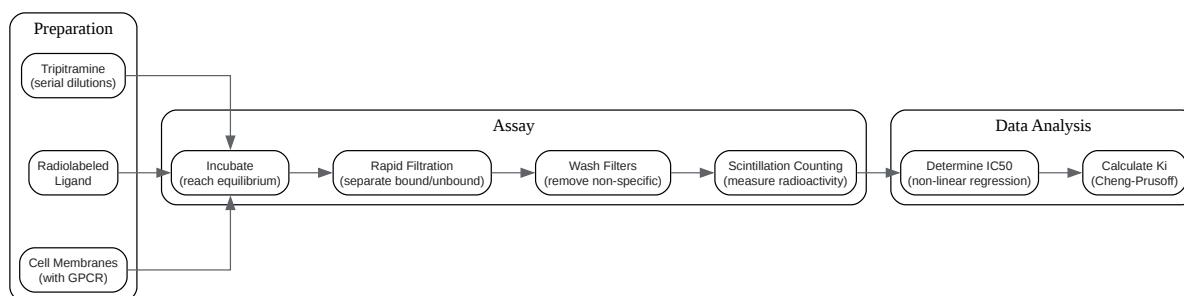 Preparation
Tripitramine
(serial dilutions)
Radiolabeled
Ligand
Cell Membranes
(with GPCR)
Assay
Incubate
(reach equilibrium)
Rapid Filtration
(separate bound/unbound)
Wash Filters
(remove non-specific)
Scintillation Counting
(measure radioactivity)
Data Analysis
Determine IC50
(non-linear regression)
Calculate Ki
(Cheng-Prusoff)